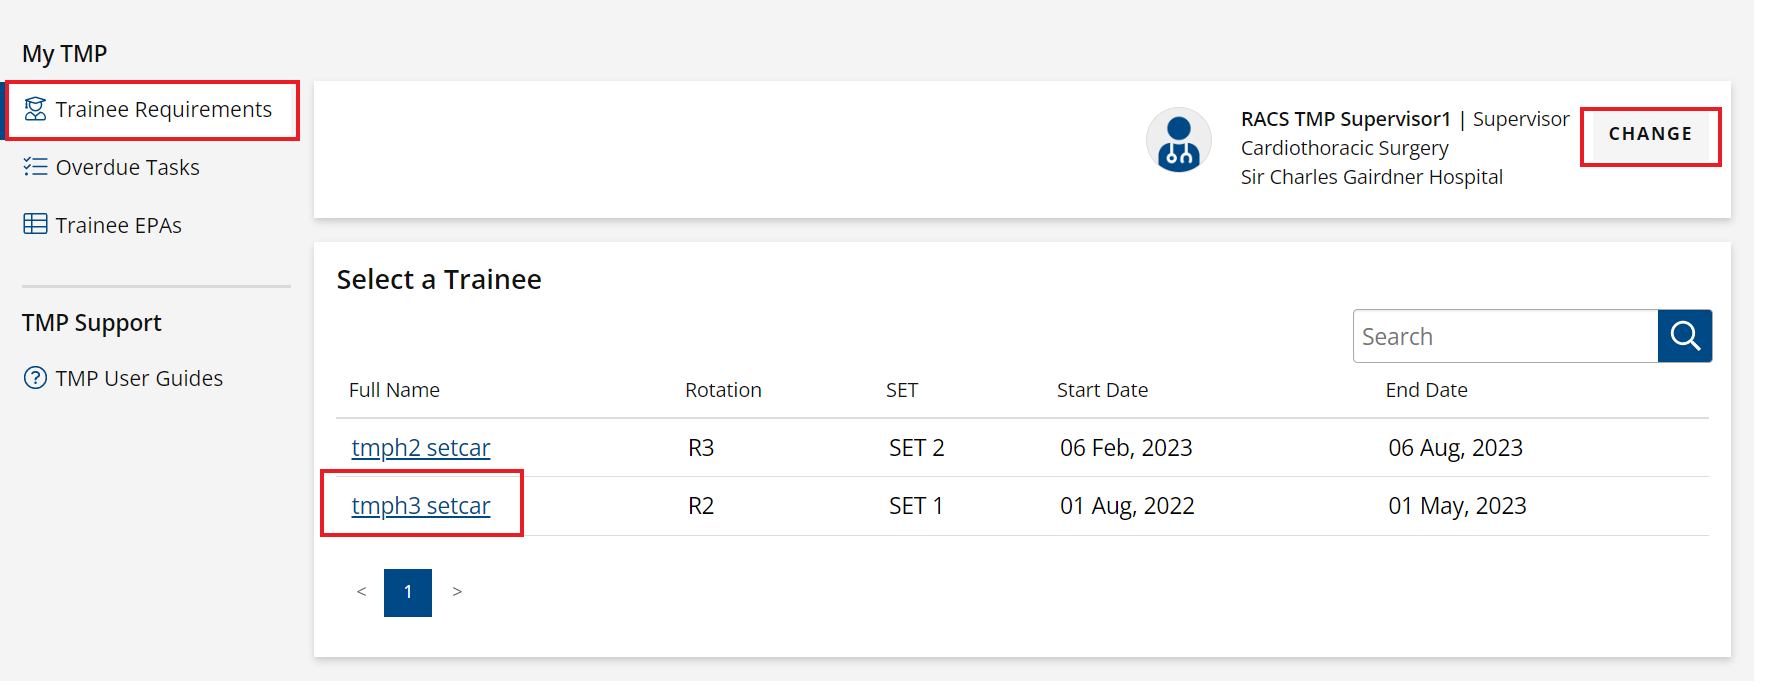 My TMP
Trainee Requirements
Overdue Tasks
Trainee EPAs
TMP Support
TMP User Guides
RACS TMP Supervisor1 | Supervisor
Cardiothoracic Surgery
Sir Charles Gairdner Hospital
CHANGE
Select a Trainee
Search
Full Name Rotation SET Start Date End Date
tmph2 setcar R3 SET 2 06 Feb, 2023 06 Aug, 2023
tmph3 setcar R2 SET 1 01 Aug, 2022 01 May, 2023
< 1 >